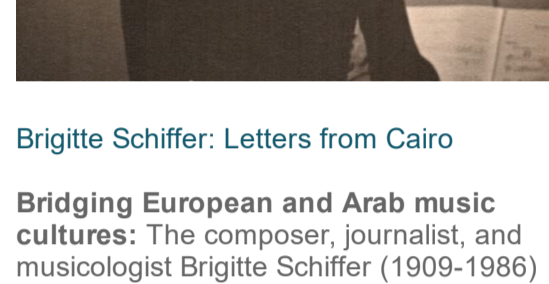 Brigitte Schiffer: Letters from Cairo
Bridging European and Arab music
cultures: The composer, journalist, and
musicologist Brigitte Schiffer (1909-1986)